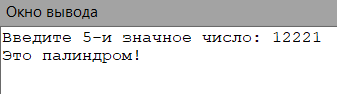 Окно вывода
Введите 5-и значное число: 12221
Это палиндром!